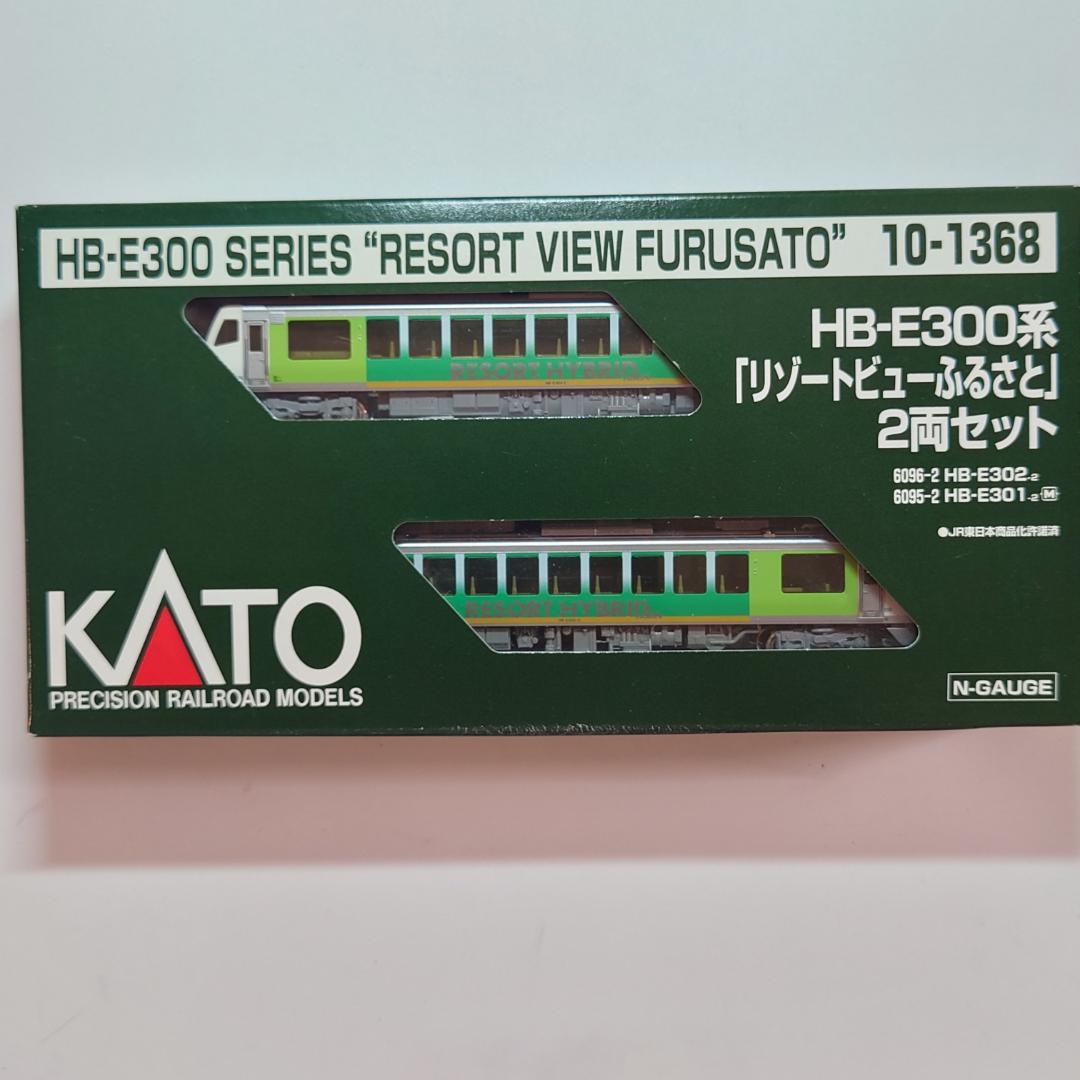 HB-E300 SERIES “RESORT VIEW FURUSATO” 10-1368
HB-E300系
「リゾートビューふるさと」
2両セット
6096-2 HB-E302-2
6095-2 HB-E301-2 M
●JR東日本商品化許諾済
RESORT HYBRID
RESORT HYBRID
KATO
PRECISION RAILROAD MODELS
N-GAUGE